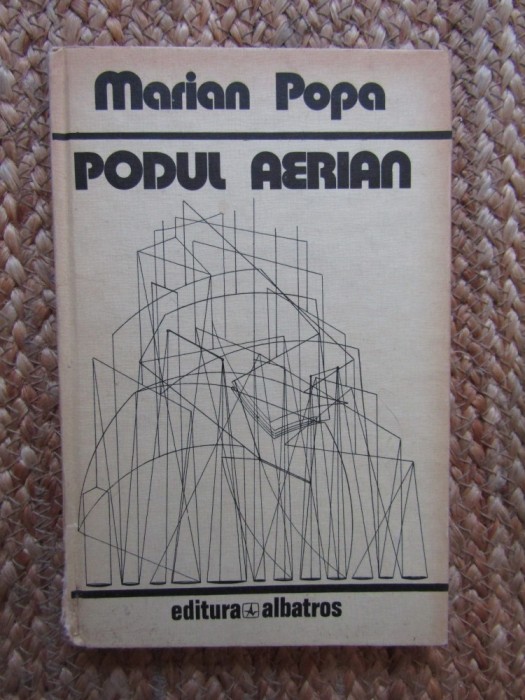 Marian Popa
PODUL AERIAN
editura albatros